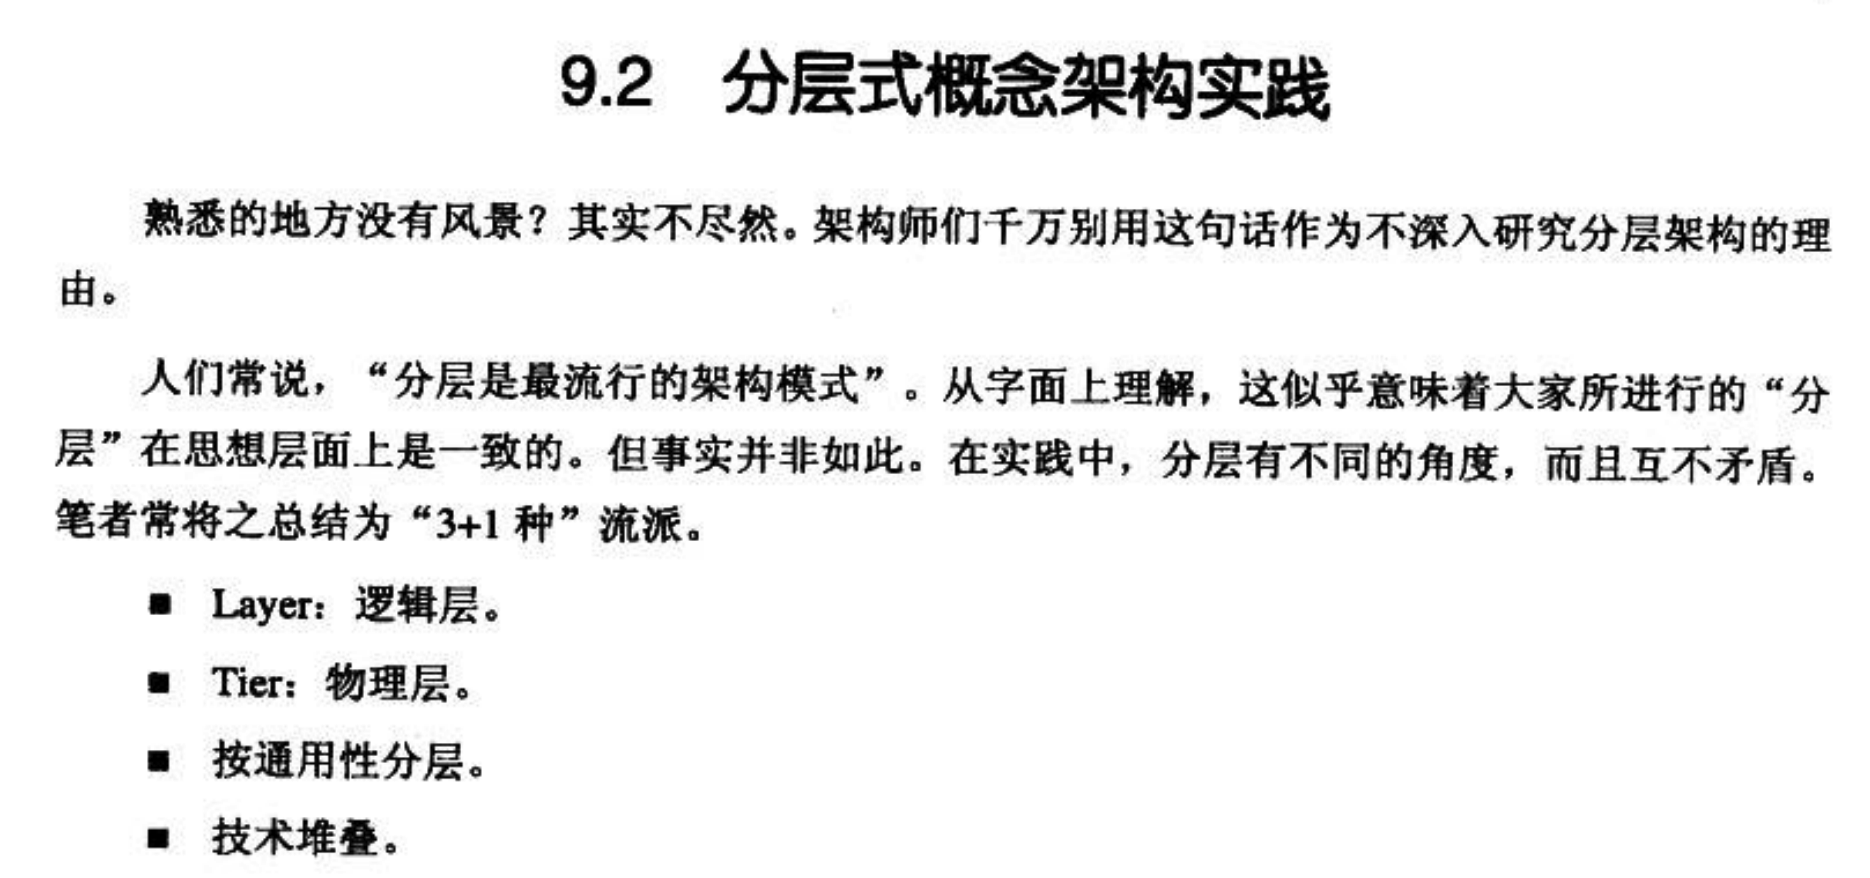 9.2 分层式概念架构实践
熟悉的地方没有风景？其实不尽然。架构师们千万别用这句话作为不深入研究分层架构的理
由。
人们常说，“分层是最流行的架构模式”。从字面上理解，这似乎意味着大家所进行的“分
层”在思想层面上是一致的。但事实并非如此。在实践中，分层有不同的角度，而且互不矛盾。
笔者常将之总结为“3+1 种”流派。
■ Layer：逻辑层。
■ Tier：物理层。
■ 按通用性分层。
■ 技术堆叠。